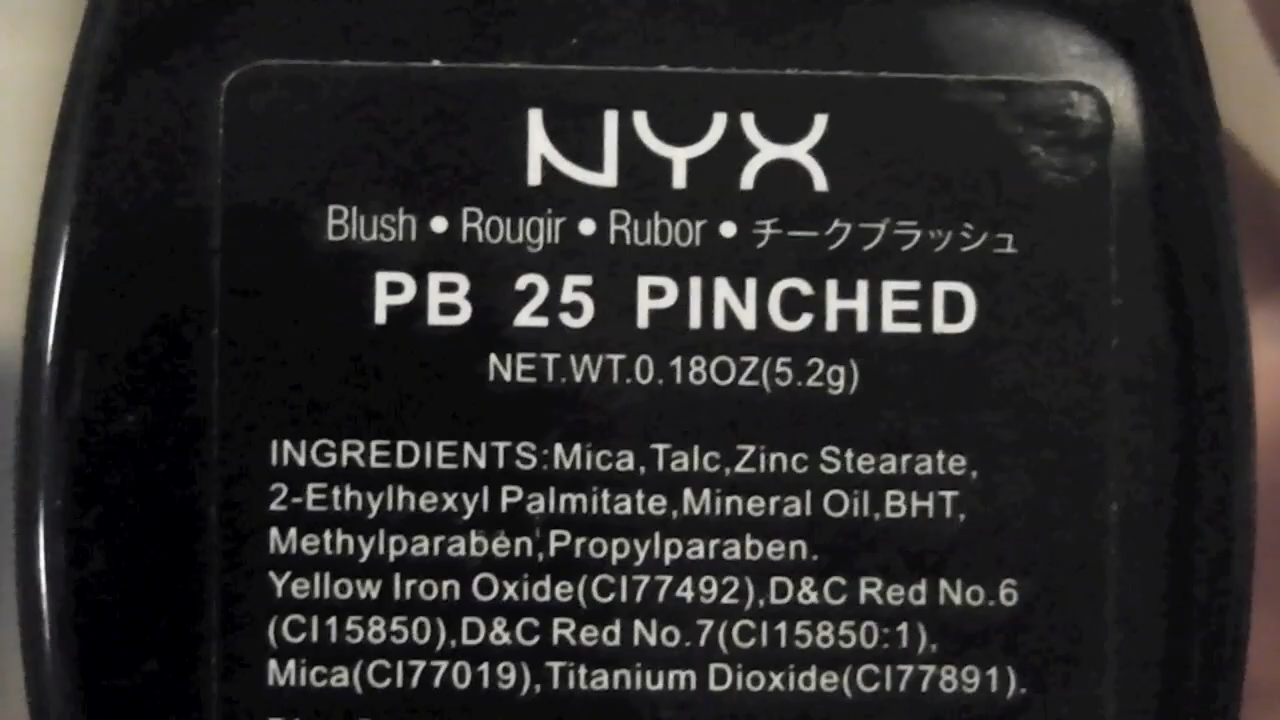 NYX
Blush • Rougir • Rubor • チークブラッシュ
PB 25 PINCHED
NET.WT.0.18OZ(5.2g)
INGREDIENTS:Mica,Talc,Zinc Stearate,
2-Ethylhexyl Palmitate,Mineral Oil,BHT,
Methylparaben,Propylparaben.
Yellow Iron Oxide(CI77492),D&C Red No.6
(CI15850),D&C Red No.7(CI15850:1),
Mica(CI77019),Titanium Dioxide(CI77891).